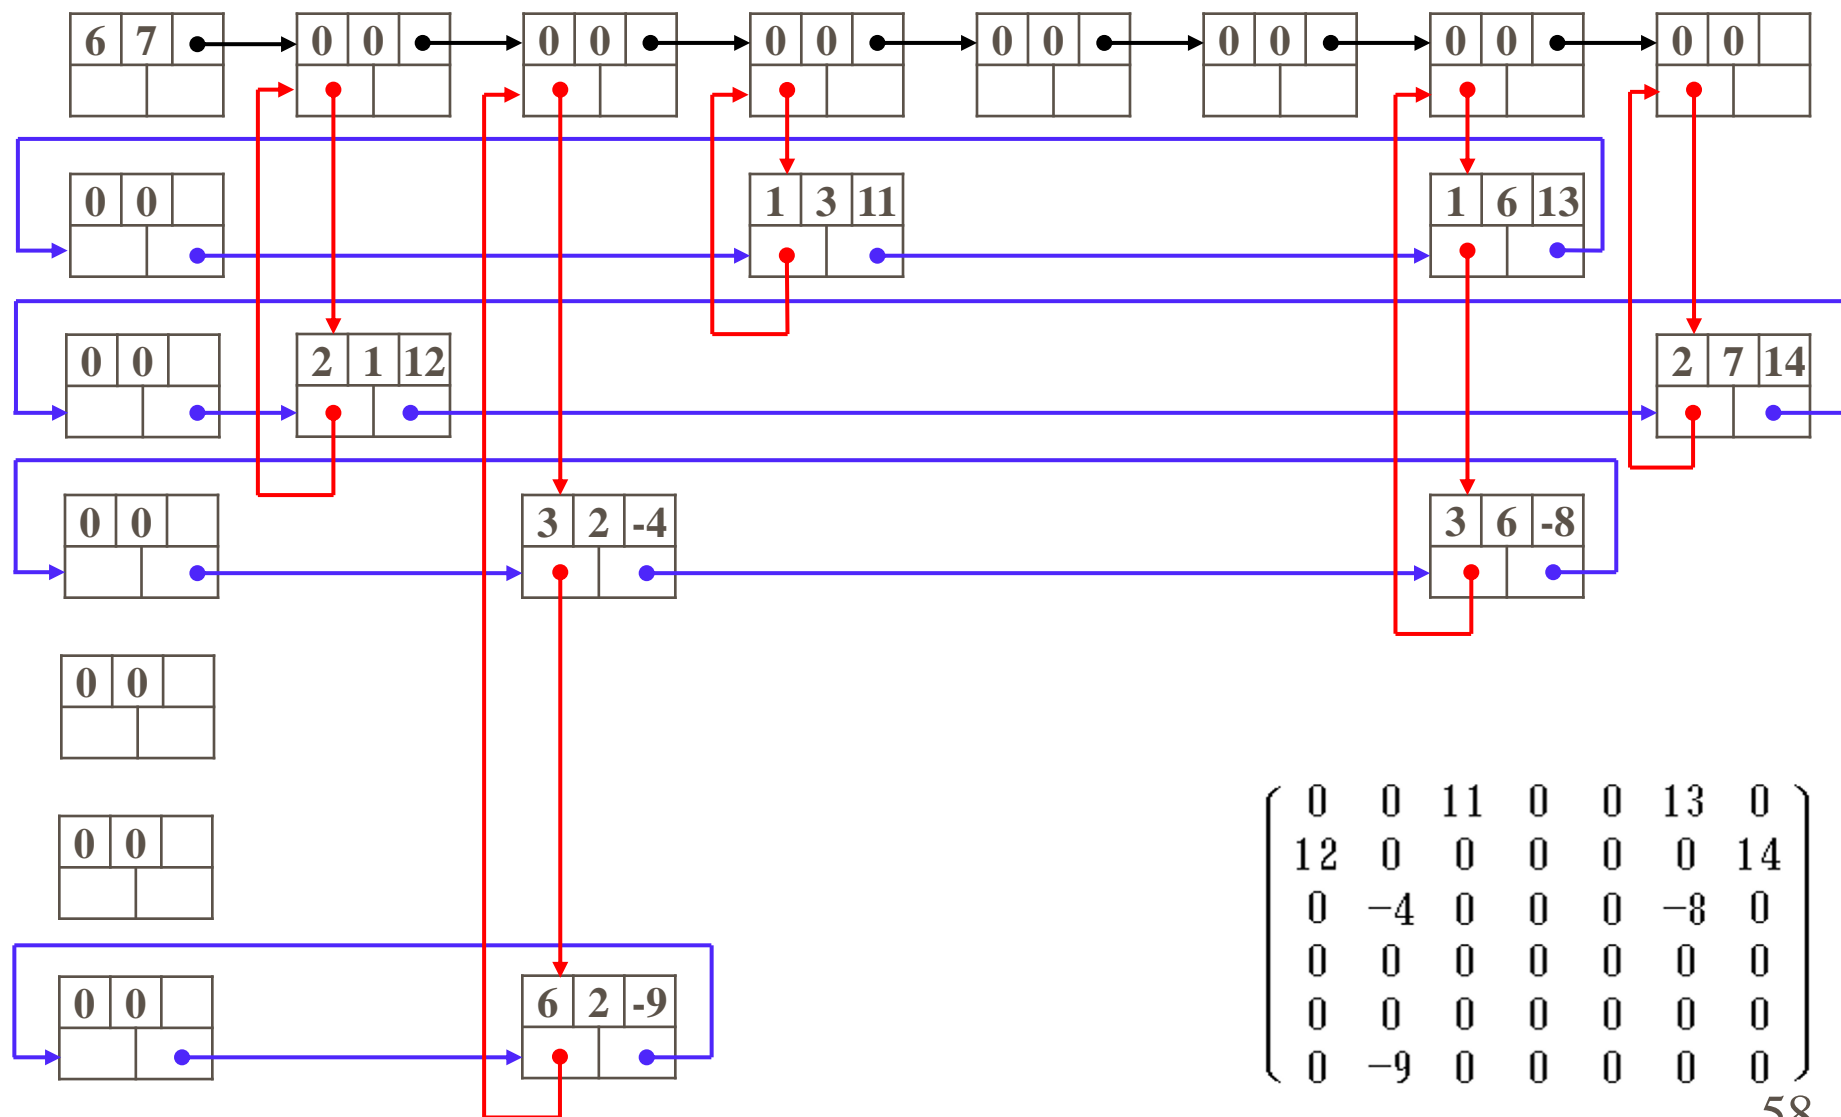 6 7 0 0 0 0 0 0 0 0 0 0 0 0 0 0
0 0 1 3 11 1 6 13
0 0 2 1 12 2 7 14
0 0 3 2 -4 3 6 -8
0 0
0 0
0 0 6 2 -9
0 0 11 0 0 13 0
12 0 0 0 0 0 14
0 -4 0 0 0 -8 0
0 0 0 0 0 0 0
0 0 0 0 0 0 0
0 -9 0 0 0 0 0
58